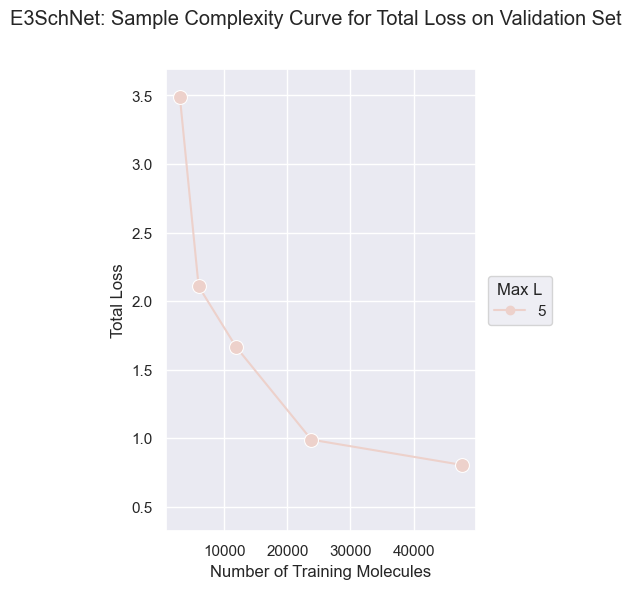 E3SchNet: Sample Complexity Curve for Total Loss on Validation Set
3.5
3.0
2.5
2.0
1.5
1.0
0.5
Total Loss
10000 20000 30000 40000
Number of Training Molecules
Max L
5